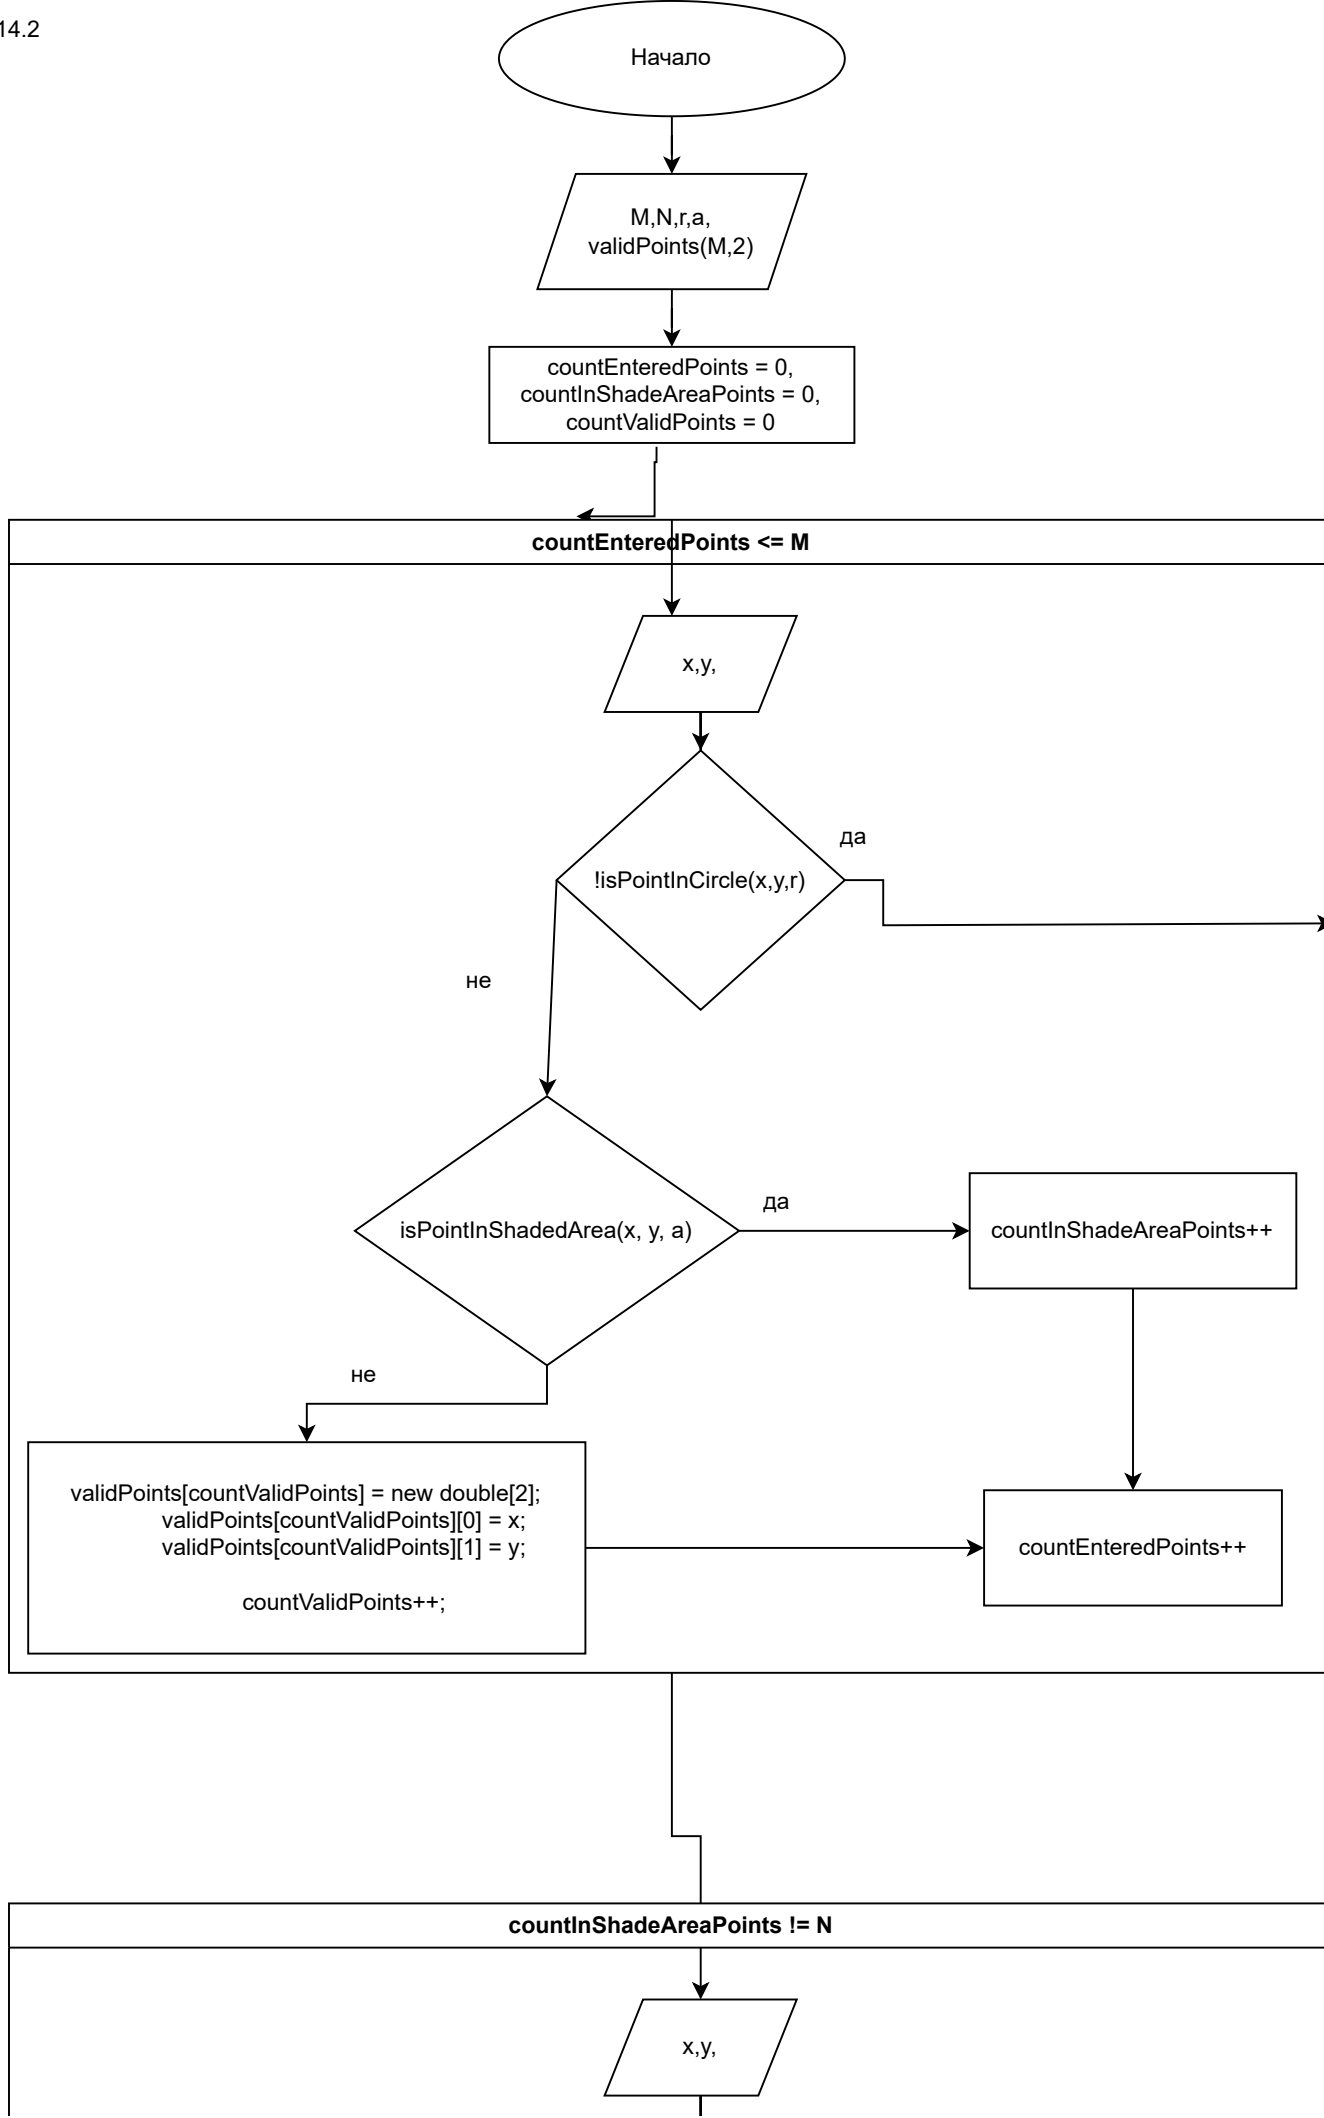 14.2
Начало
M,N,r,a,
validPoints(M,2)
countEnteredPoints = 0,
countInShadeAreaPoints = 0,
countValidPoints = 0
countEnteredPoints <= M
x,y,
да
!isPointInCircle(x,y,r)
не
да
isPointInShadedArea(x, y, a)
countInShadeAreaPoints++
не
validPoints[countValidPoints] = new double[2];
validPoints[countValidPoints][0] = x;
validPoints[countValidPoints][1] = y;
countValidPoints++;
countEnteredPoints++
countInShadeAreaPoints != N
x,y,